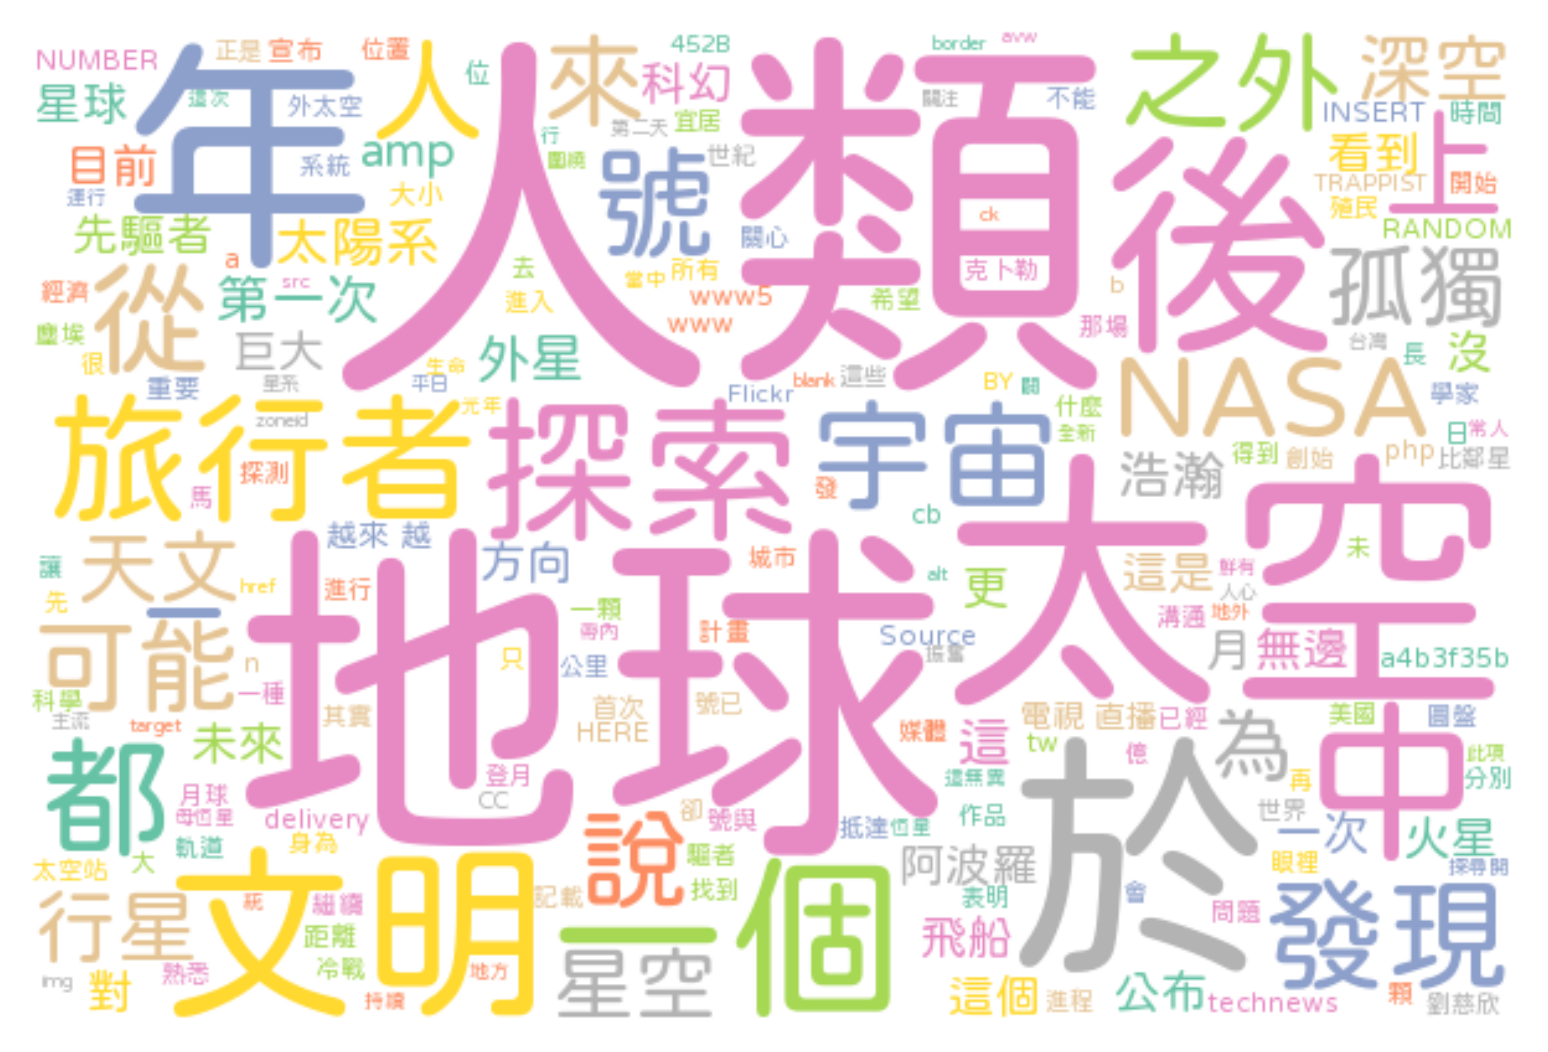 NUMBER
正是
宣布
位置
人
位
來
科幻
452B
人類
border
avw
之外
深空
星球
年
這次
外太空
行
第二天
宜居
關注
不能
INSERT
時間
目前
系統
amp
圍繞
號
世紀
後
看到
上
運行
大小
TRAPPIST
開始
殖民
先驅者
太陽系
關心
ck
RANDOM
a
去
當中
所有
克卜勒
孤獨
經濟
從
第一次
src
進入
www5
希望
b
塵埃
巨大
www
那場
很
外星
生命
台灣
長
沒
重要
星系
平日
blank
這些
BY
闘
NASA
學家
旅行者
zoneid
光年
探索
Flickr
宇宙
什麼
全新
日
常人
探測
浩瀚
得到
創始
php
比鄰星
馬
發
太空
越來 越
cb
天文
方向
城市
未
讓
href
進行
alt
更
這是
鮮有
人心
先
一
地球
一顆
溝通
地外
可能
帶內
計畫
Source
振奮
月
無邊
a4b3f35b
n
只
公里
科學
一種
主流
target
其實
首次
HERE
號已
媒體
這
電視 直播
已經
為
美國
圓盤
都
未來
tw
億
中
此項
登月
這無異
再
分別
月球
CC
於
母恒星
delivery
說
卻
號與
抵達
恒星
作品
世界
一次
火星
軌道
身為
太空站
大
文明
驅者
個
阿波羅
眼裡
探尋開
行星
統
繼續
記載
找到
表明
會
問題
發現
距離
一
飛船
img
對
熟悉
冷戰
地方
星空
持續
這個
進程
公布
technews
顆
劉慈欣